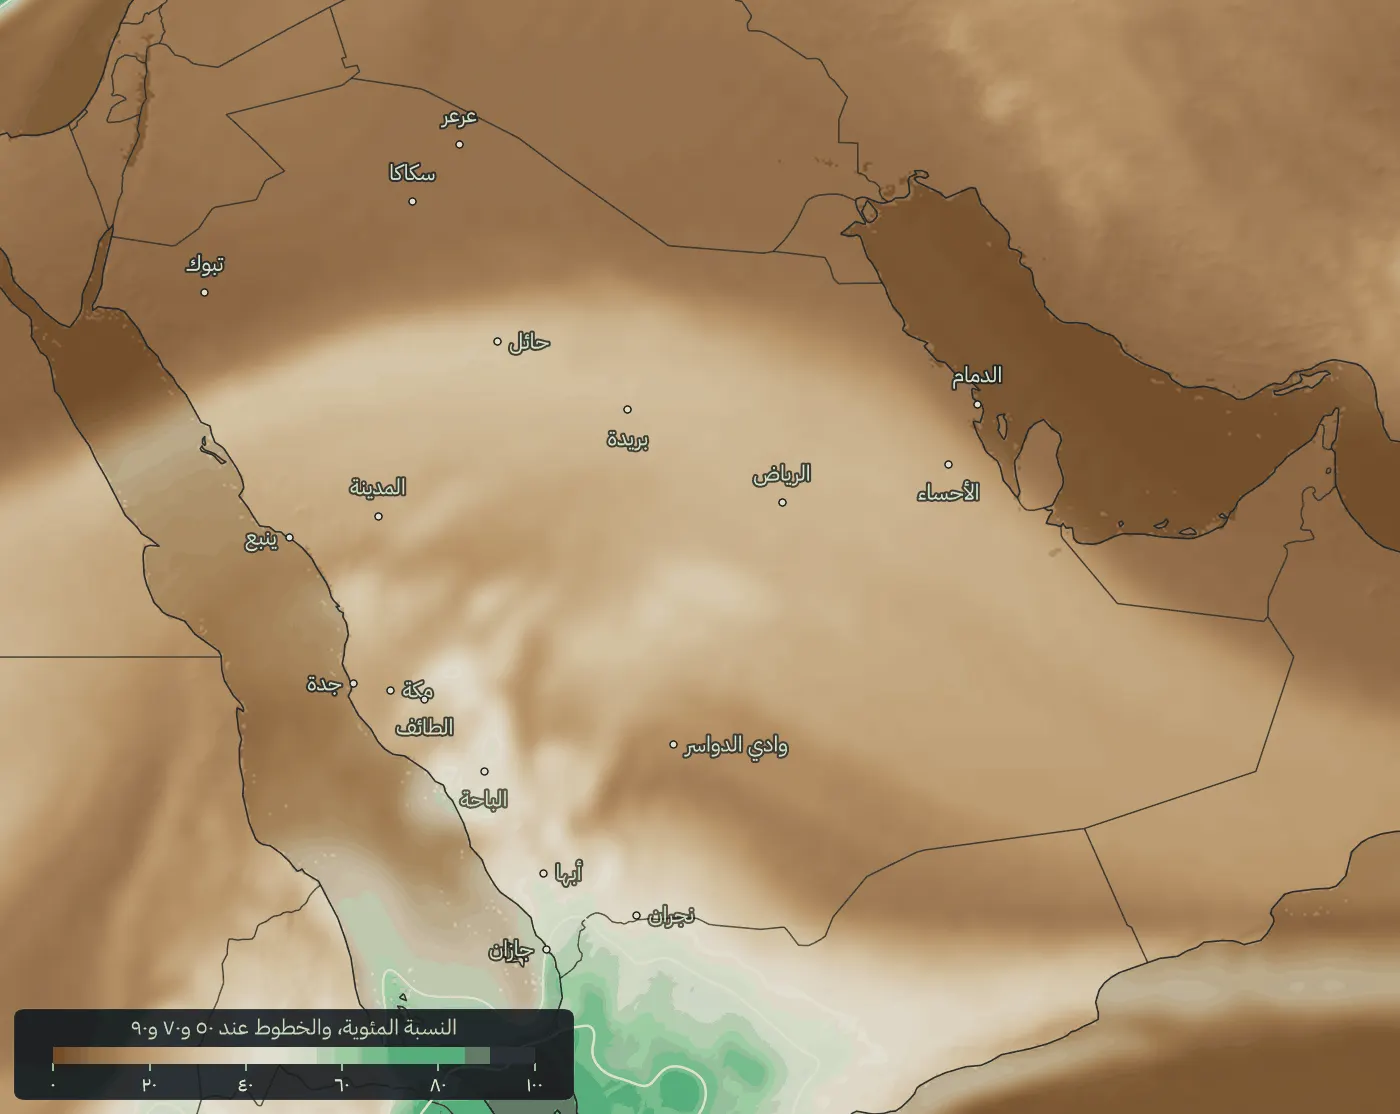 عرعر
سكاكا
تبوك
حائل
الدمام
بريدة
الرياض
الأحساء
المدينة
ينبع
جدة
مكة
الطائف
وادي الدواسر
الباحة
أبها
نجران
جازان
النسبة المئوية، والخطوط عند ٥٠ و٧٠ و٩٠
٠ ٢٠ ٤٠ ٦٠ ٨٠ ١٠٠